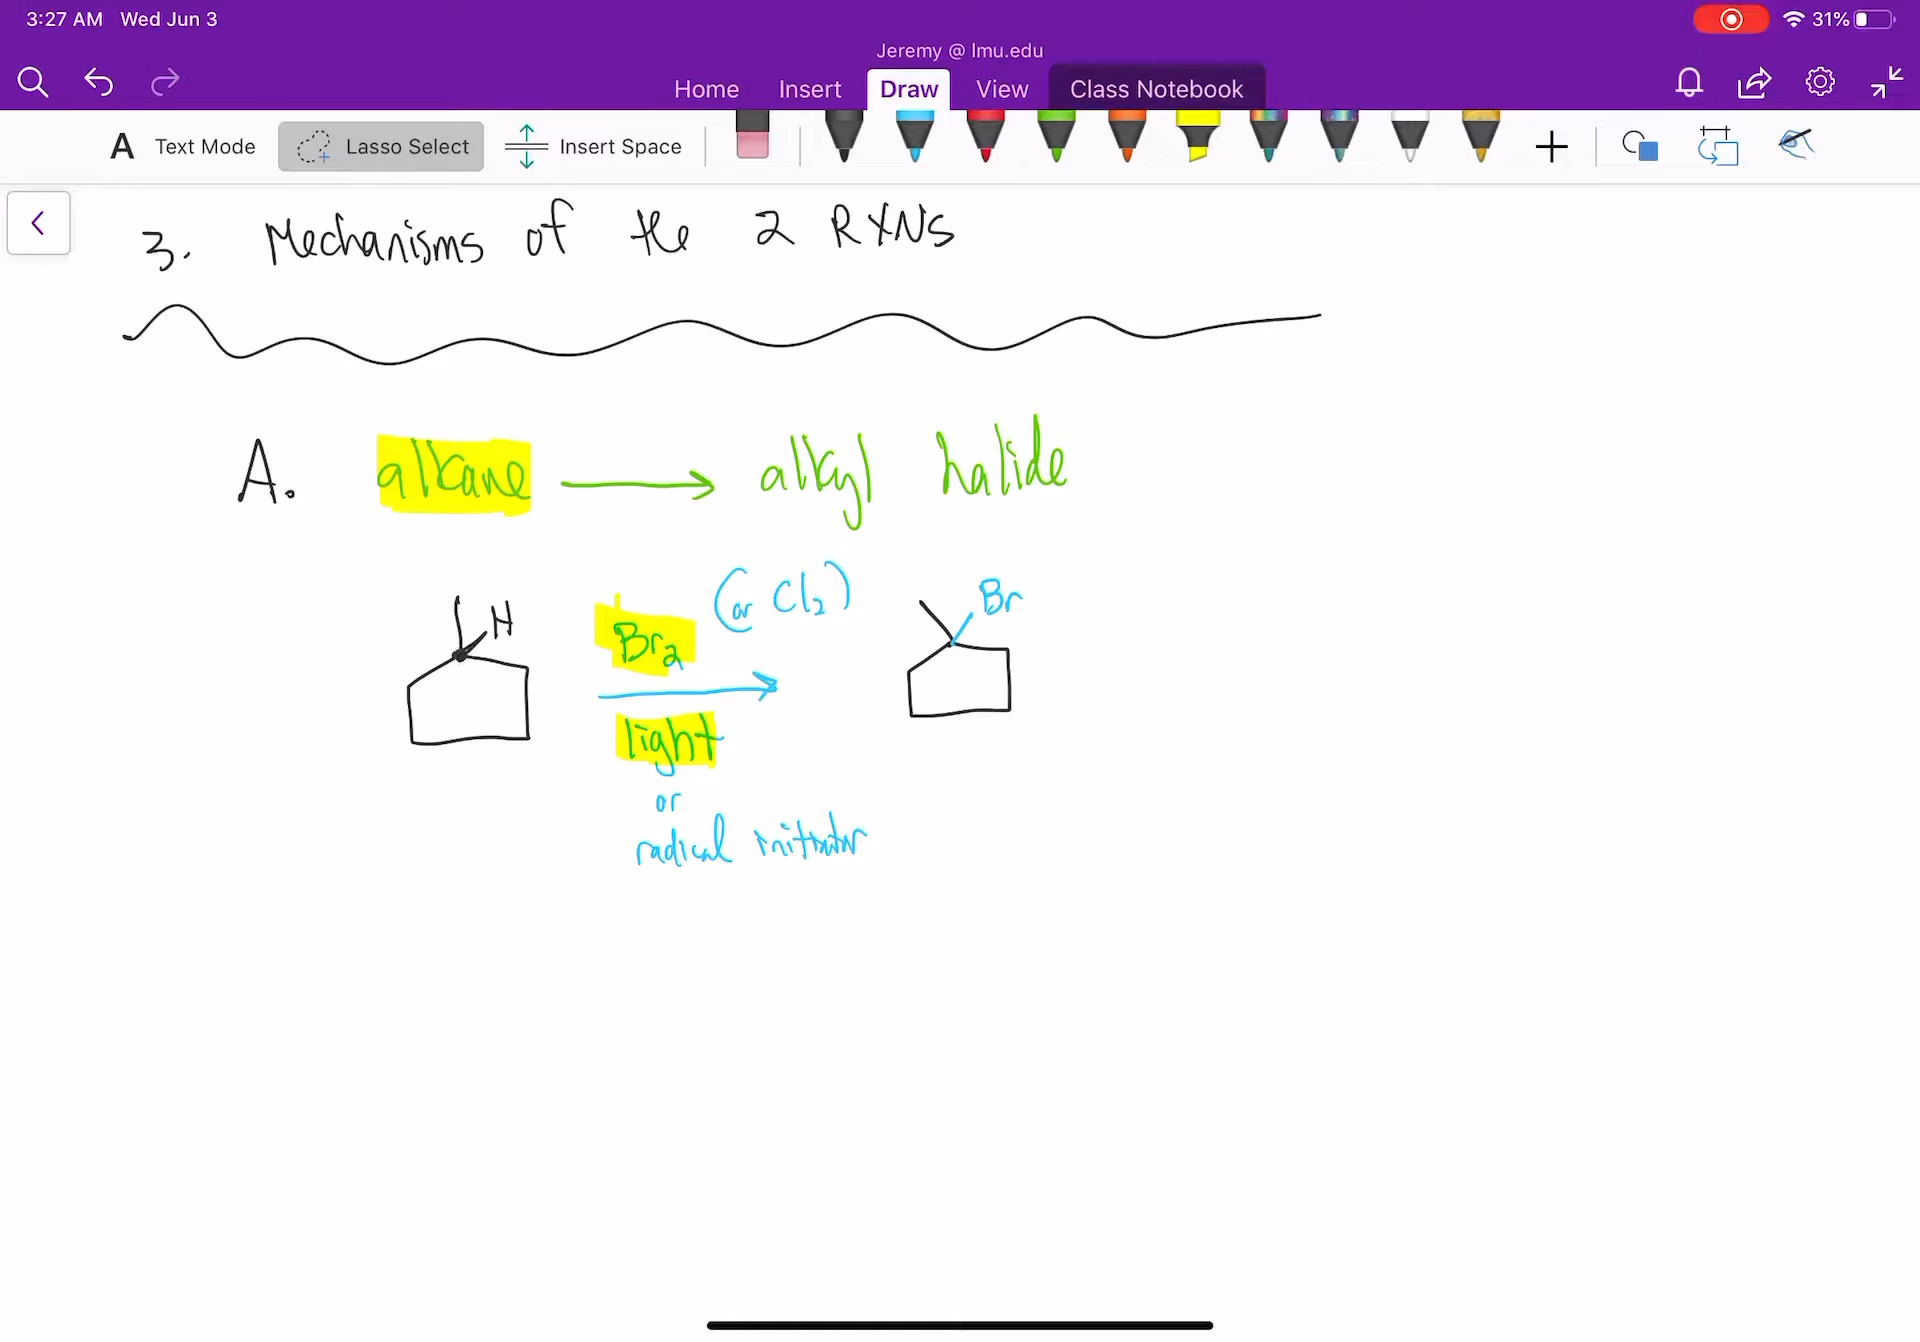 3:27 AM Wed Jun 3
31%
Jeremy @ lmu.edu
Home Insert Draw View Class Notebook
A Text Mode Lasso Select Insert Space
3. Mechanisms of the 2 RXNs
A. alkane → alkyl halide
(or Cl₂)
H Br₂ Br
light
or
radical initiator